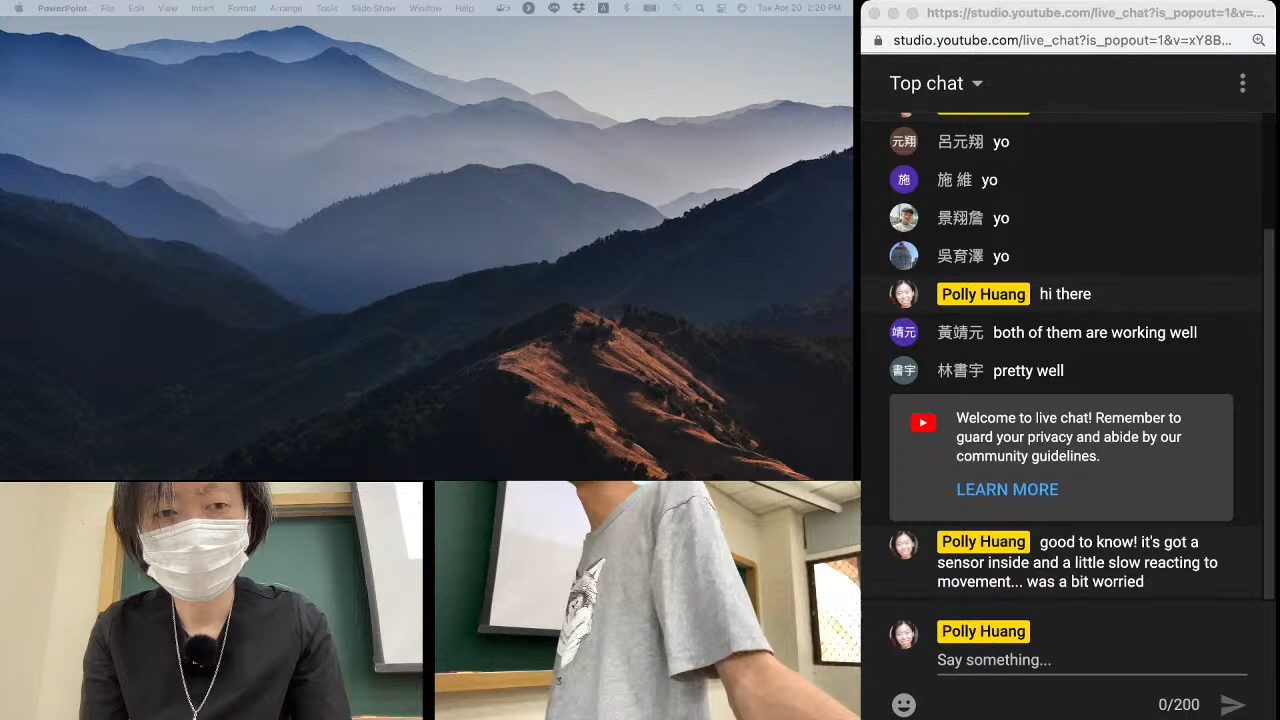 PowerPoint File Edit View Insert Format Arrange Tools Slide Show Window Help Tue Apr 20 2:20 PM
https://studio.youtube.com/live_chat?is_popout=1&v=...
studio.youtube.com/live_chat?is_popout=1&v=xY8B...
Top chat
元翔 呂元翔 yo
施 施 維 yo
景翔詹 yo
吳育澤 yo
Polly Huang hi there
靖元 黃靖元 both of them are working well
書宇 林書宇 pretty well
Welcome to live chat! Remember to
guard your privacy and abide by our
community guidelines.
LEARN MORE
Polly Huang good to know! it's got a
sensor inside and a little slow reacting to
movement... was a bit worried
Polly Huang
Say something...
0/200